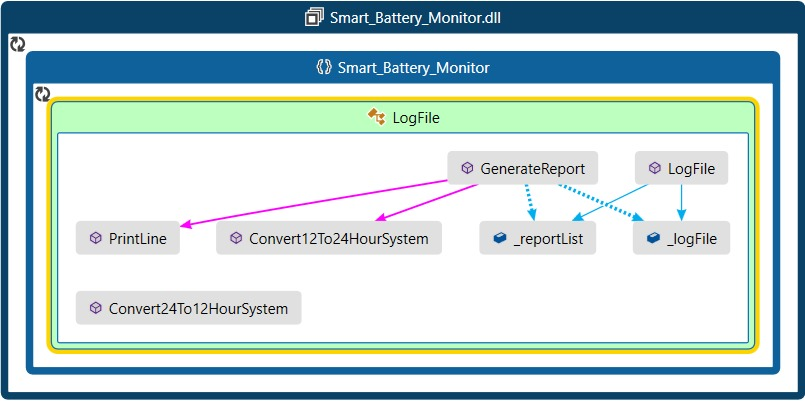 Smart_Battery_Monitor.dll
Smart_Battery_Monitor
LogFile
GenerateReport
LogFile
PrintLine
Convert12To24HourSystem
_reportList
_logFile
Convert24To12HourSystem